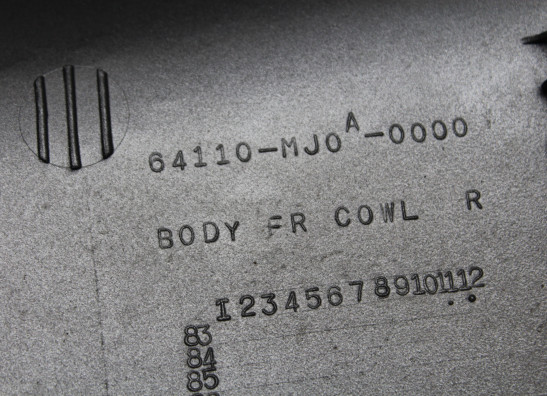 64110-MJ0A-0000
BODY FR COWL R
123456789101112
83
84
85